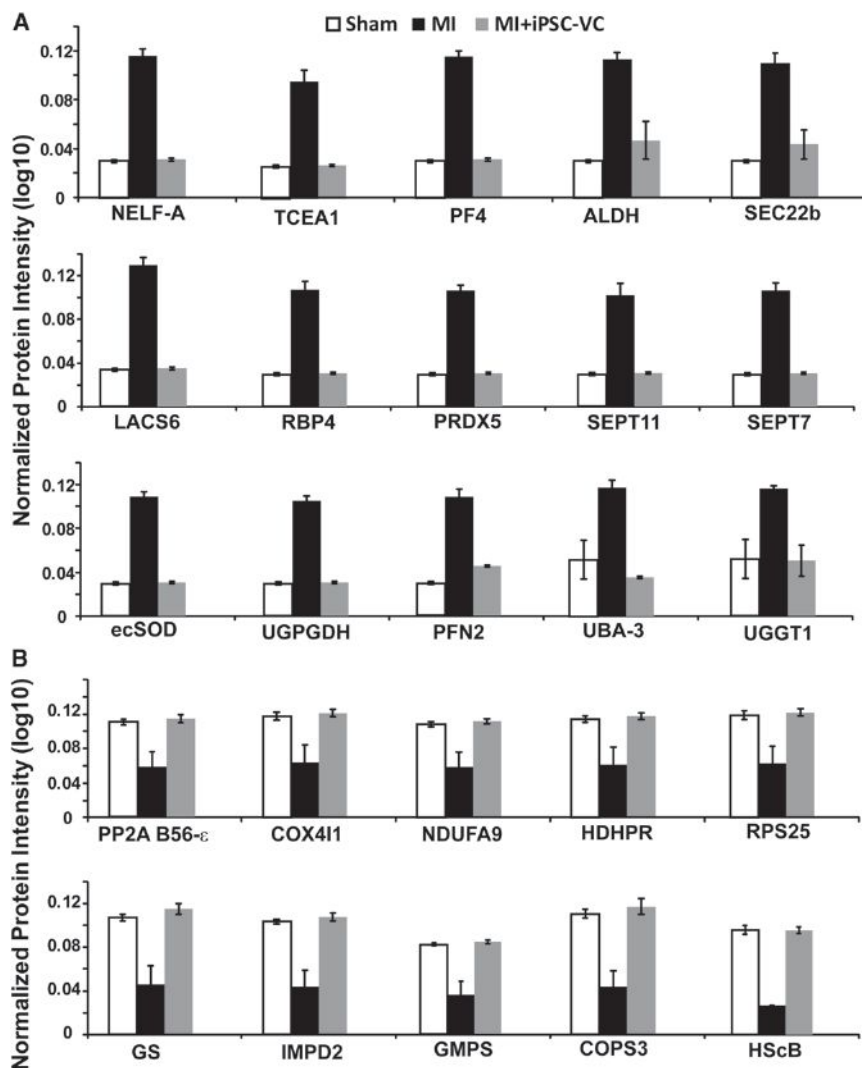 A
Sham MI MI+iPSC-VC
Normalized Protein Intensity (log10)
0.12
0.08
0.04
0
NELF-A TCEA1 PF4 ALDH SEC22b
0.12
0.08
0.04
0
LACS6 RBP4 PRDX5 SEPT11 SEPT7
0.12
0.08
0.04
0
ecSOD UGPGDH PFN2 UBA-3 UGGT1
B
Normalized Protein Intensity (log10)
0.12
0.08
0.04
0
PP2A B56-ε COX4I1 NDUFA9 HDHPR RPS25
0.12
0.08
0.04
0
GS IMPD2 GMPS COPS3 HScB